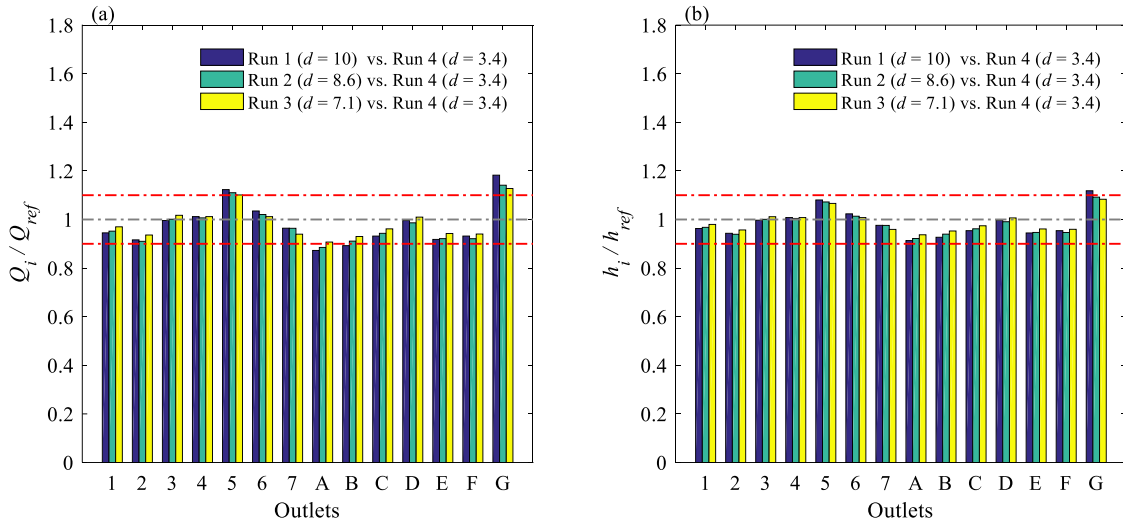 (a)
Run 1 (d = 10) vs. Run 4 (d = 3.4)
Run 2 (d = 8.6) vs. Run 4 (d = 3.4)
Run 3 (d = 7.1) vs. Run 4 (d = 3.4)
1.8
1.6
1.4
1.2
1
0.8
0.6
0.4
0.2
0
Q_i / Q_ref
1 2 3 4 5 6 7 A B C D E F G
Outlets
(b)
Run 1 (d = 10) vs. Run 4 (d = 3.4)
Run 2 (d = 8.6) vs. Run 4 (d = 3.4)
Run 3 (d = 7.1) vs. Run 4 (d = 3.4)
1.8
1.6
1.4
1.2
1
0.8
0.6
0.4
0.2
0
h_i / h_ref
1 2 3 4 5 6 7 A B C D E F G
Outlets